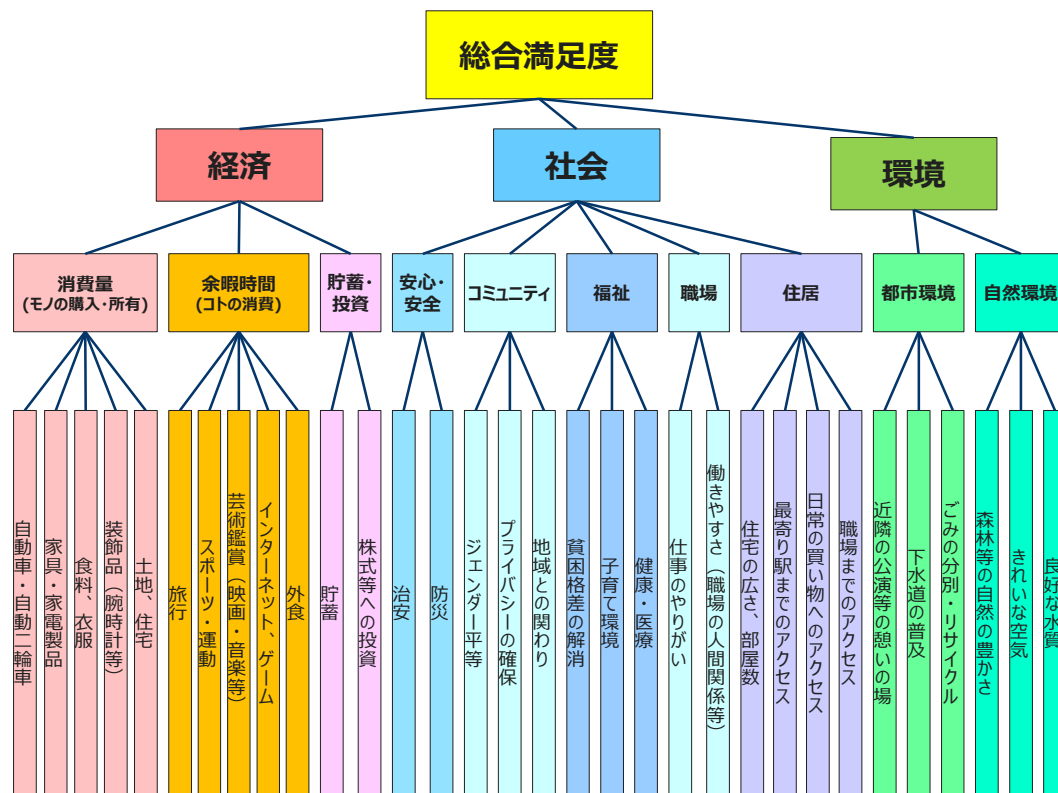 総合満足度
経済
社会
環境
消費量
(モノの購入・所有)
余暇時間
(コトの消費)
貯蓄・
投資
安心・
安全
コミュニティ
福祉
職場
住居
都市環境
自然環境
自動車・自動二輪車
家具・家電製品
食料、衣服
装飾品（腕時計等）
土地、住宅
旅行
スポーツ・運動
芸術鑑賞（映画・音楽等）
インターネット、ゲーム
外食
貯蓄
株式等への投資
治安
防災
ジェンダー平等
プライバシーの確保
地域との関わり
貧困格差の解消
子育て環境
健康・医療
仕事のやりがい
働きやすさ（職場の人間関係等）
住宅の広さ、部屋数
最寄り駅までのアクセス
日常の買い物へのアクセス
職場までのアクセス
近隣の公演等の憩いの場
下水道の普及
ごみの分別・リサイクル
森林等の自然の豊かさ
きれいな空気
良好な水質